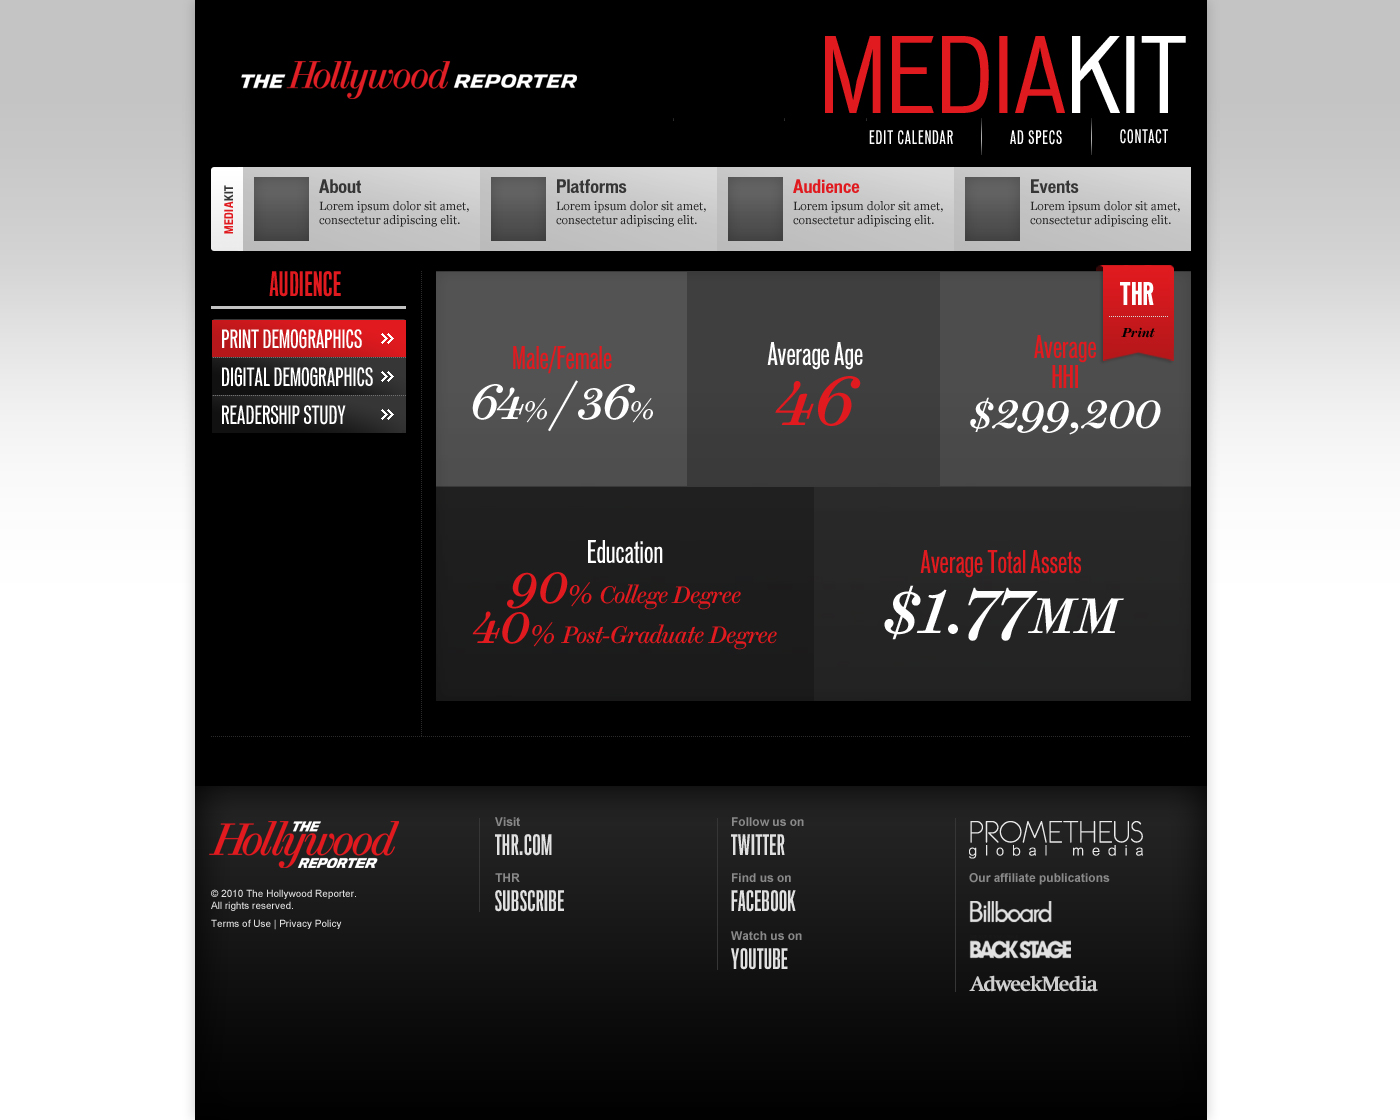 THE Hollywood REPORTER
MEDIAKIT
EDIT CALENDAR
AD SPECS
CONTACT
MEDIAKIT
About
Lorem ipsum dolor sit amet,
consectetur adipiscing elit.
Platforms
Lorem ipsum dolor sit amet,
consectetur adipiscing elit.
Audience
Lorem ipsum dolor sit amet,
consectetur adipiscing elit.
Events
Lorem ipsum dolor sit amet,
consectetur adipiscing elit.
AUDIENCE
PRINT DEMOGRAPHICS
DIGITAL DEMOGRAPHICS
READERSHIP STUDY
Male/Female
64%/36%
Average Age
46
THR
Print
Average
HHI
$299,200
Education
90% College Degree
40% Post-Graduate Degree
Average Total Assets
$1.77MM
THE
Hollywood
REPORTER
© 2010 The Hollywood Reporter.
All rights reserved.
Terms of Use | Privacy Policy
Visit
THR.COM
THR
SUBSCRIBE
Follow us on
TWITTER
Find us on
FACEBOOK
Watch us on
YOUTUBE
PROMETHEUS
global media
Our affiliate publications
Billboard
BACK STAGE
AdweekMedia